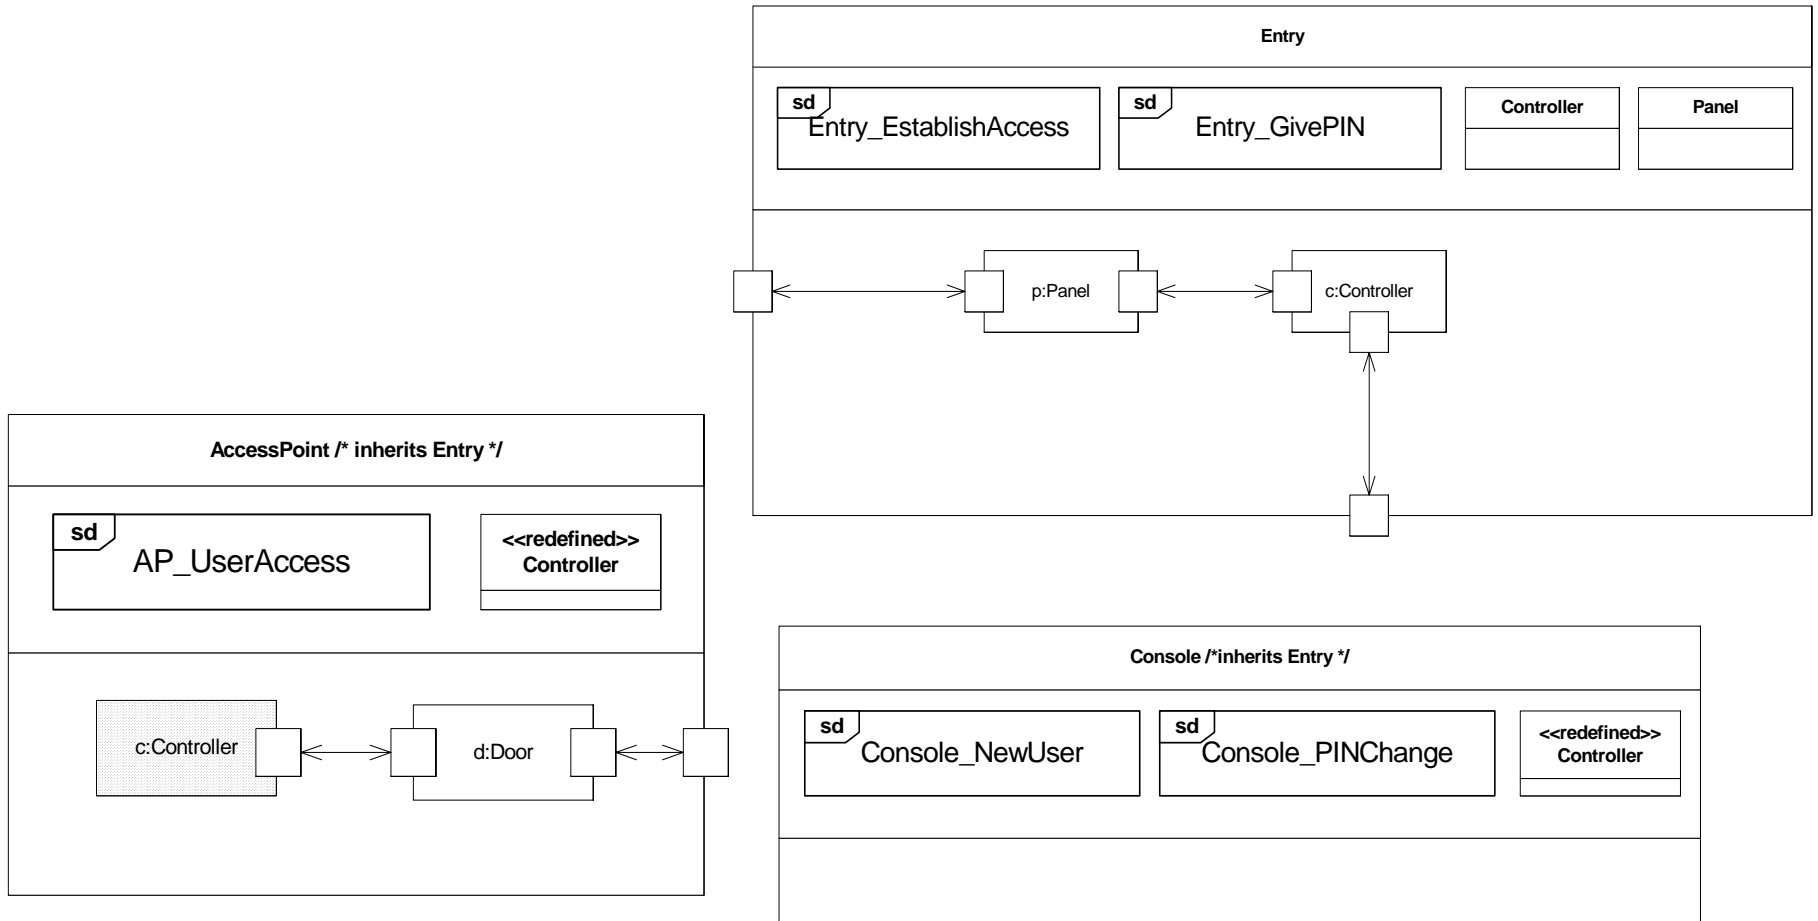 Entry
sd
Entry_EstablishAccess
sd
Entry_GivePIN
Controller
Panel
p:Panel
c:Controller
AccessPoint /* inherits Entry */
sd
AP_UserAccess
<<redefined>>
Controller
c:Controller
d:Door
Console /*inherits Entry */
sd
Console_NewUser
sd
Console_PINChange
<<redefined>>
Controller